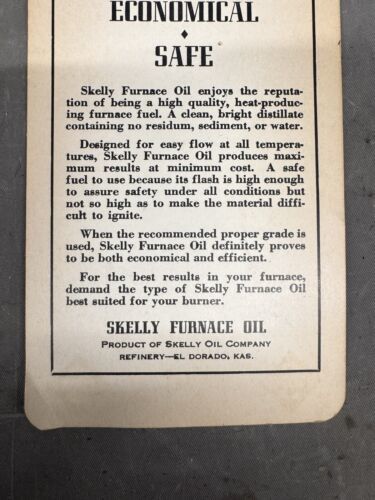 ECONOMICAL
♦
SAFE
Skelly Furnace Oil enjoys the reputa-
tion of being a high quality, heat-produc-
ing furnace fuel. A clean, bright distillate
containing no residum, sediment, or water.
Designed for easy flow at all tempera-
tures, Skelly Furnace Oil produces maxi-
mum results at minimum cost. A safe
fuel to use because its flash is high enough
to assure safety under all conditions but
not so high as to make the material diffi-
cult to ignite.
When the recommended proper grade is
used, Skelly Furnace Oil definitely proves
to be both economical and efficient.
For the best results in your furnace,
demand the type of Skelly Furnace Oil
best suited for your burner.
SKELLY FURNACE OIL
PRODUCT OF SKELLY OIL COMPANY
REFINERY—EL DORADO, KAS.